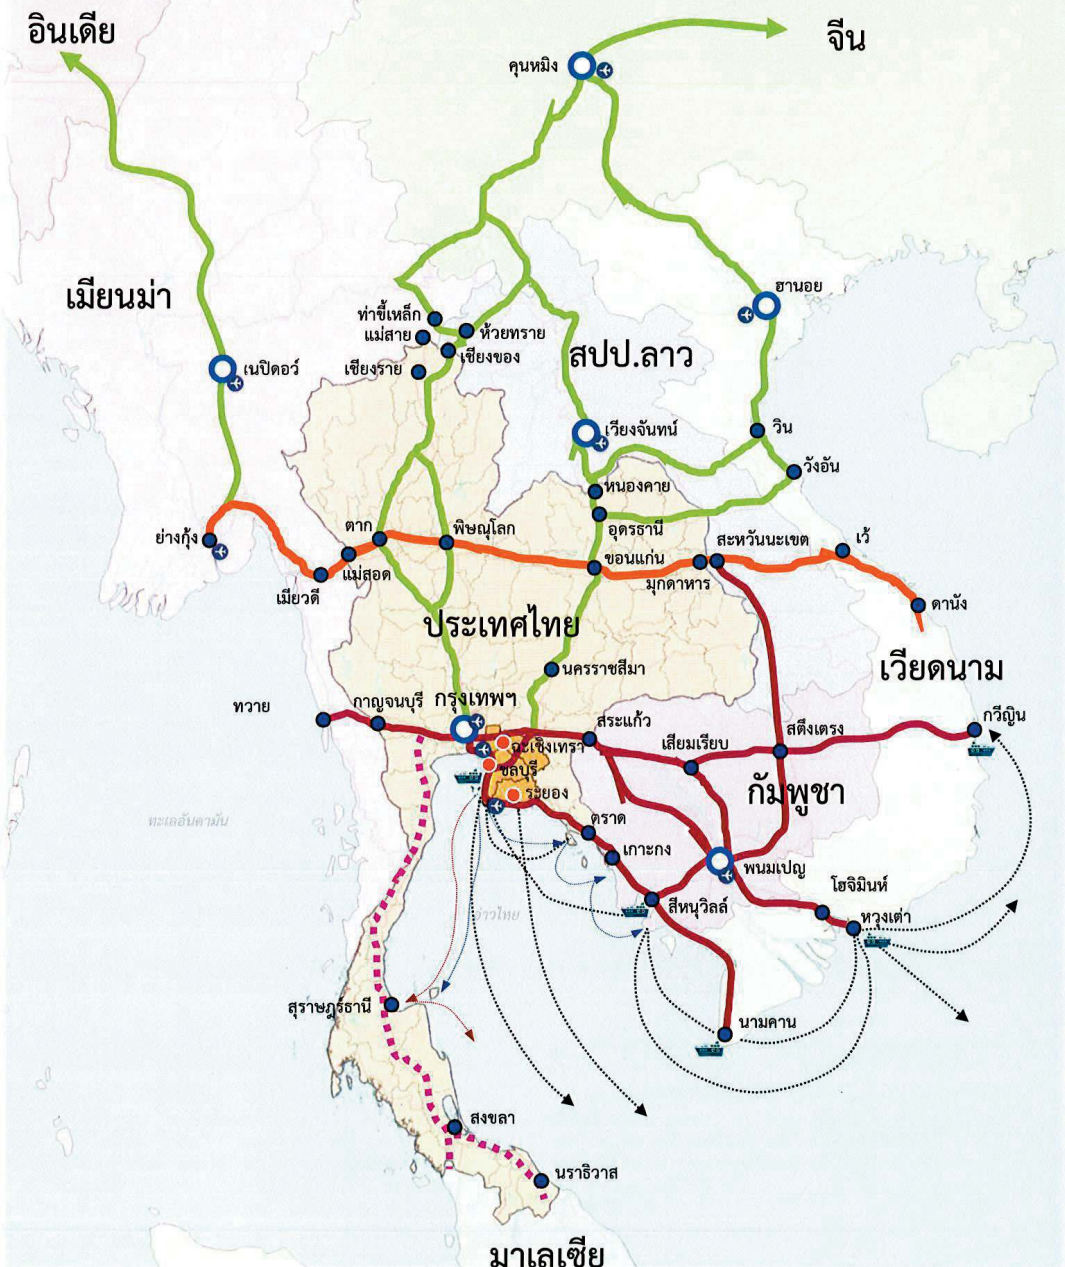 อินเดีย
จีน
คุนหมิง
เมียนม่า
ฮานอย
ท่าขี้เหล็ก
แม่สาย
ห้วยทราย
เชียงของ
เชียงราย
สปป.ลาว
เนปิดอว์
เวียงจันทน์
วิน
วังอัน
หนองคาย
อุดรธานี
ตาก
พิษณุโลก
ย่างกุ้ง
แม่สอด
เมียวดี
ขอนแก่น
มุกดาหาร
สะหวันนะเขต
เว้
ดานัง
ประเทศไทย
นครราชสีมา
เวียดนาม
ทวาย
กาญจนบุรี
กรุงเทพฯ
สระแก้ว
เสียมเรียบ
สตึงเตรง
กวีญิน
ฉะเชิงเทรา
ชลบุรี
ระยอง
กัมพูชา
ทะเลอันดามัน
ตราด
เกาะกง
พนมเปญ
โฮจิมินห์
หวุงเต่า
สีหนุวิลล์
อ่าวไทย
สุราษฎร์ธานี
นามคาน
สงขลา
นราธิวาส
มาเลเซีย